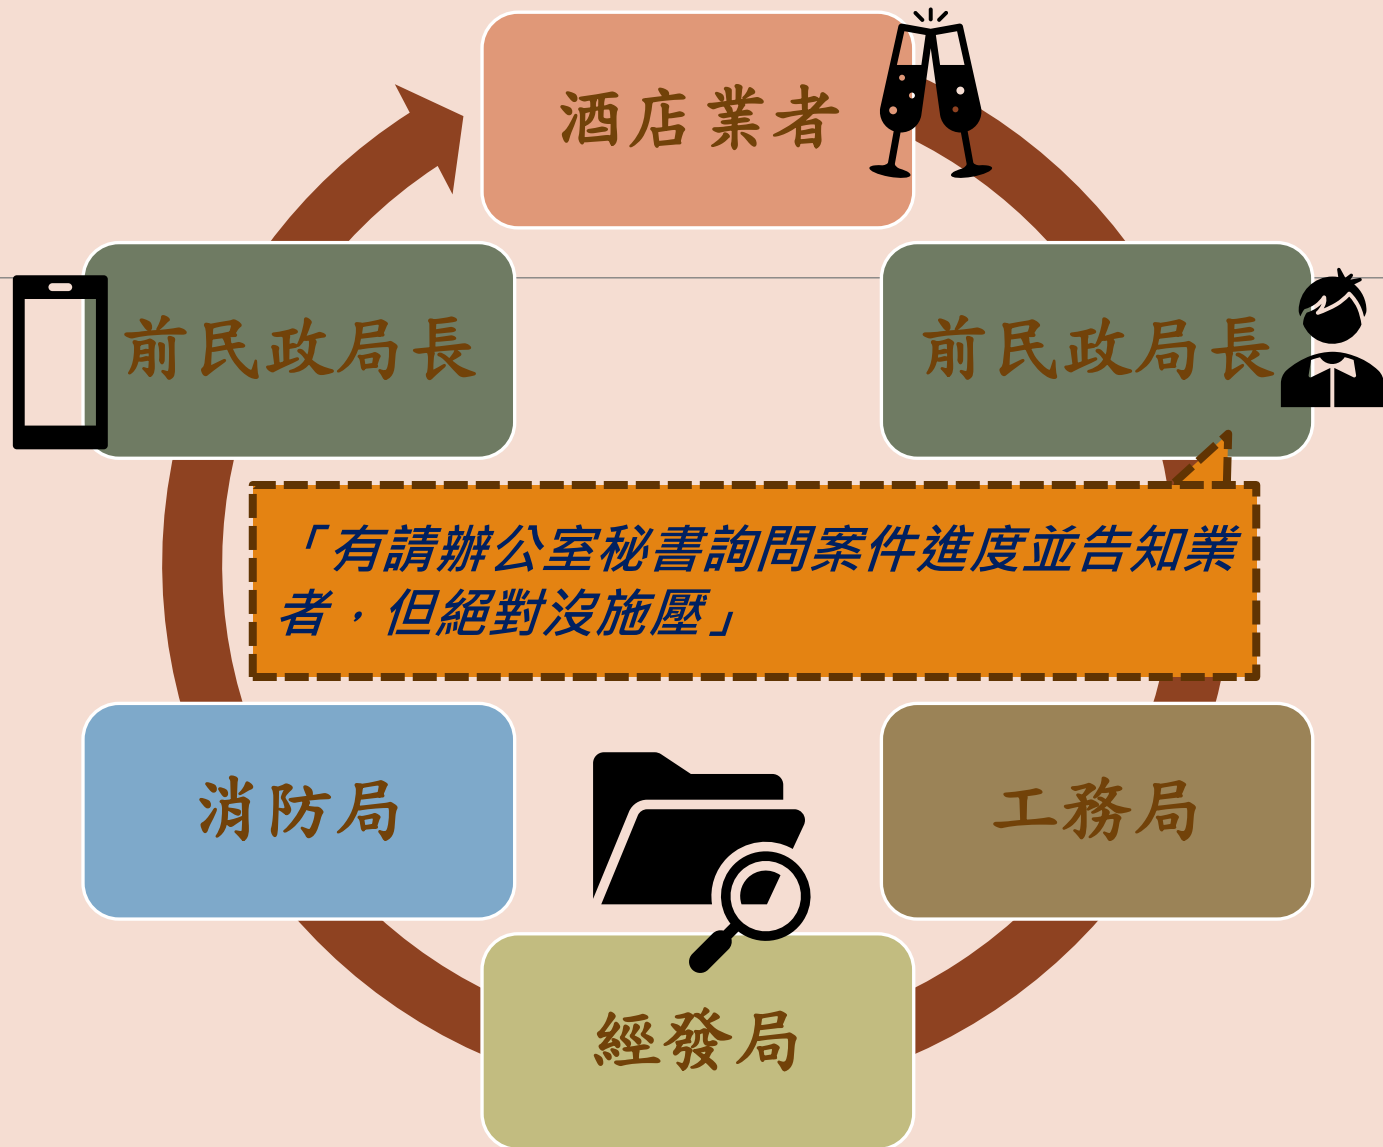 酒店業者
前民政局長
前民政局長
「有請辦公室秘書詢問案件進度並告知業
者，但絕對沒施壓」
消防局
工務局
經發局